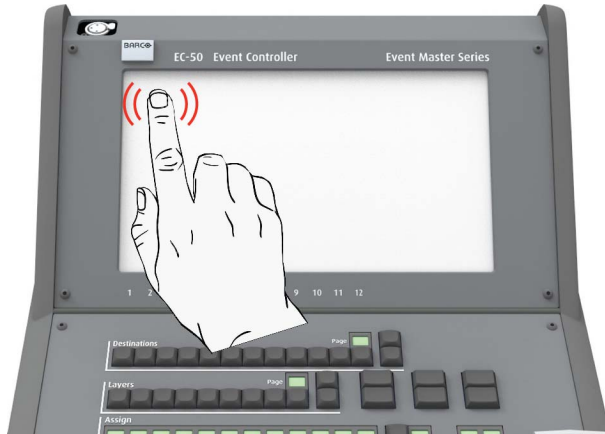 BARCO
EC-50 Event Controller Event Master Series
1 2 9 10 11 12
Destinations
Page
Layers
Page
Assign